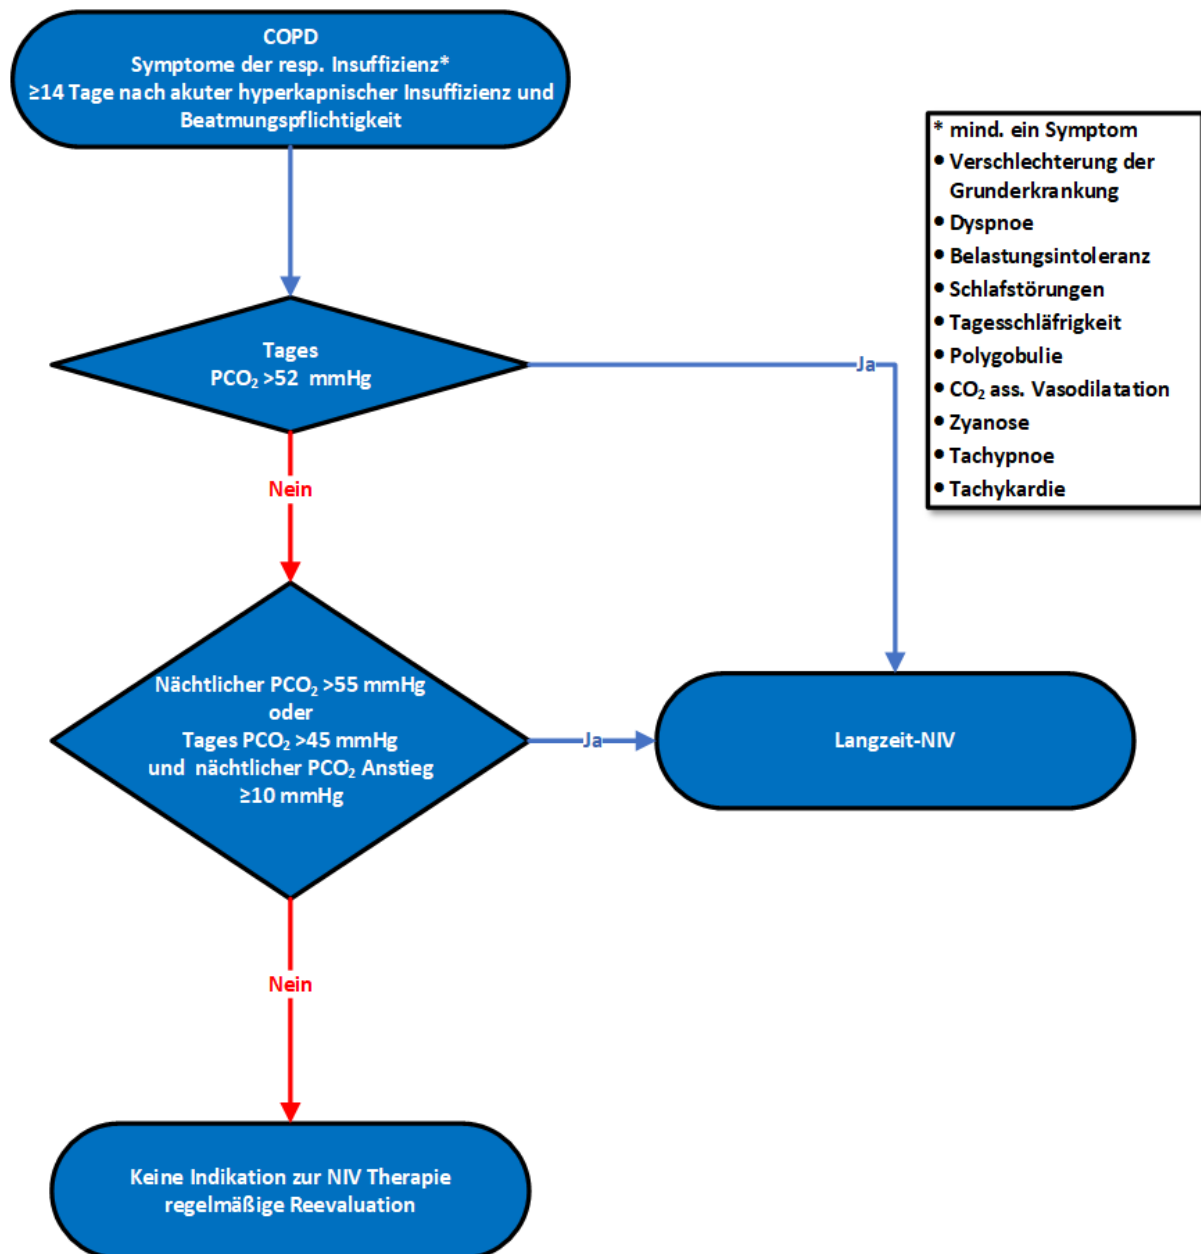 COPD
Symptome der resp. Insuffizienz*
≥14 Tage nach akuter hyperkapnischer Insuffizienz und
Beatmungspflichtigkeit
* mind. ein Symptom
• Verschlechterung der
Grunderkrankung
• Dyspnoe
• Belastungsintoleranz
• Schlafstörungen
• Tagesschläfrigkeit
• Polygobulie
• CO₂ ass. Vasodilatation
• Zyanose
• Tachypnoe
• Tachykardie
Tages
PCO₂ >52 mmHg
Ja
Nein
Nächtlicher PCO₂ >55 mmHg
oder
Tages PCO₂ >45 mmHg
und nächtlicher PCO₂ Anstieg
≥10 mmHg
Ja
Langzeit-NIV
Nein
Keine Indikation zur NIV Therapie
regelmäßige Reevaluation